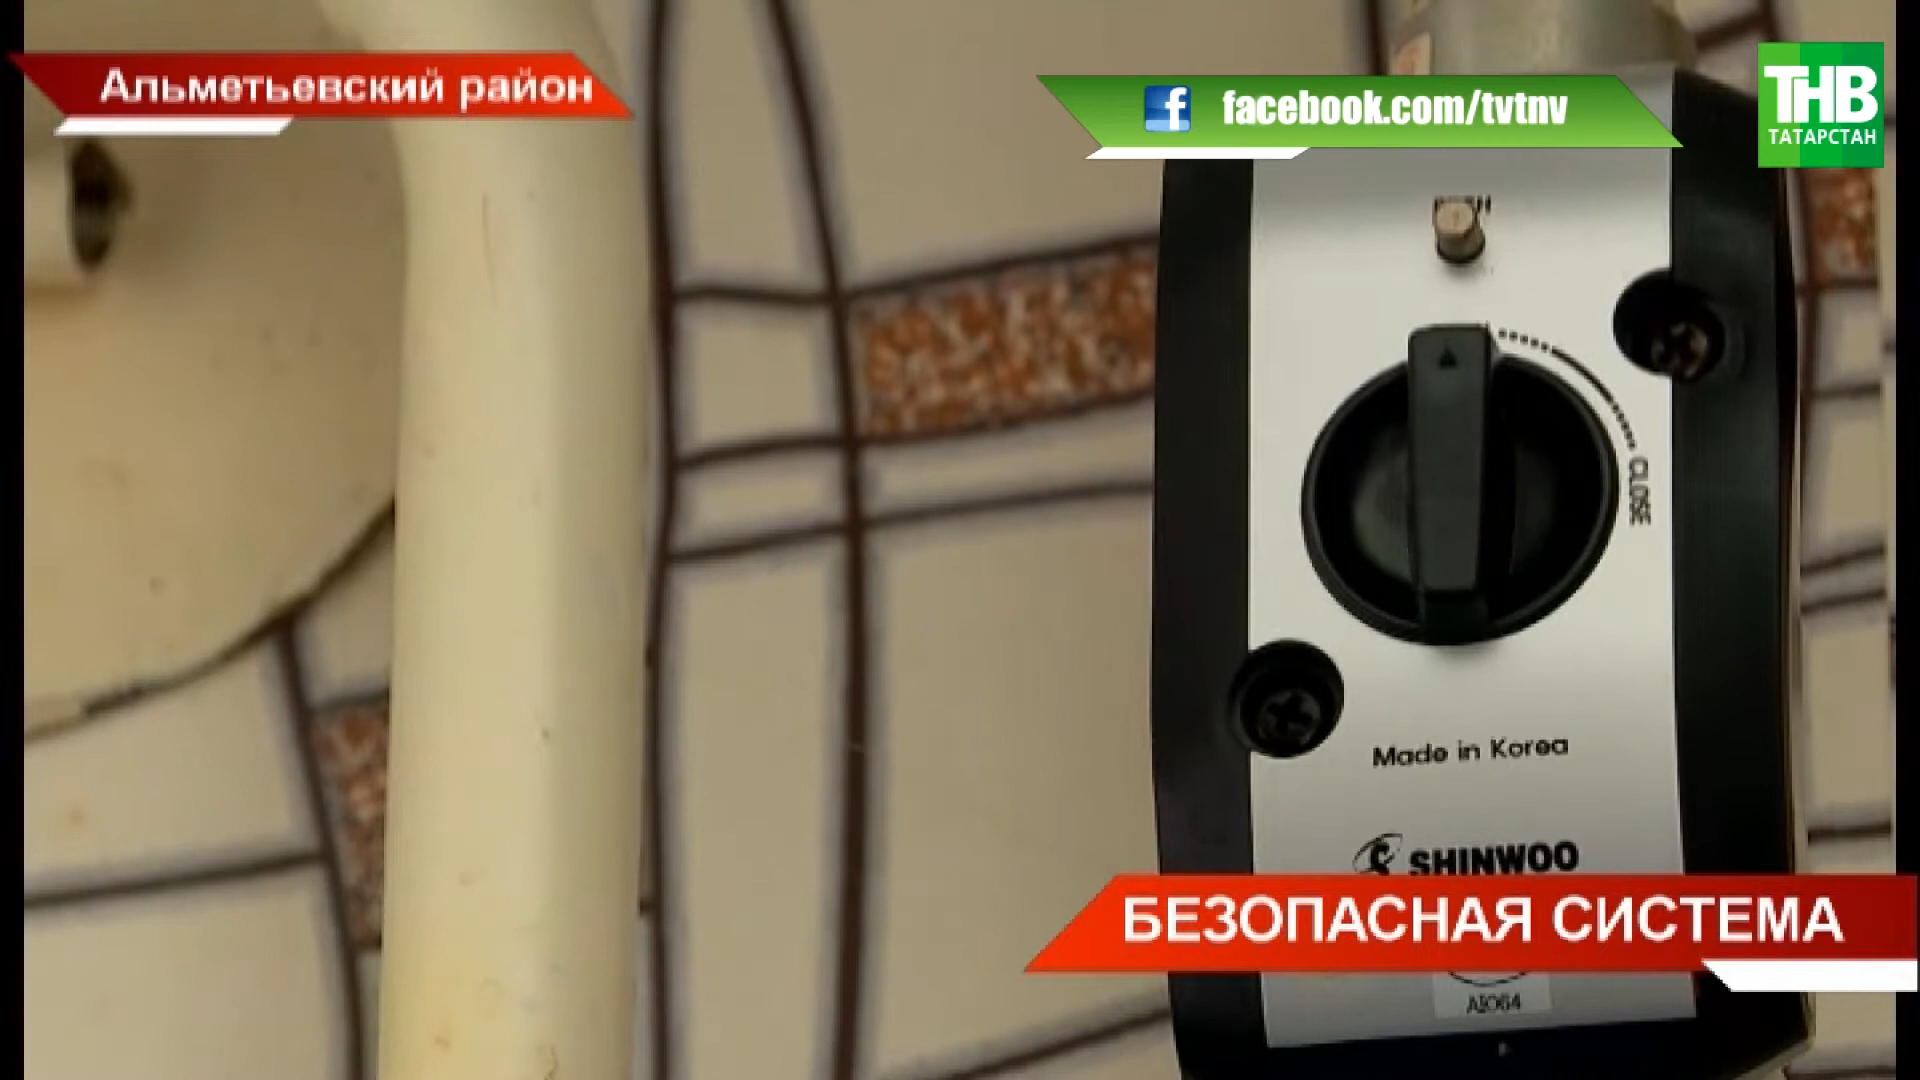 Альметьевский район
facebook.com/tvtnv
ТНВ
ТАТАРСТАН
CLOSE
Made in Korea
SHINWOO
БЕЗОПАСНАЯ СИСТЕМА